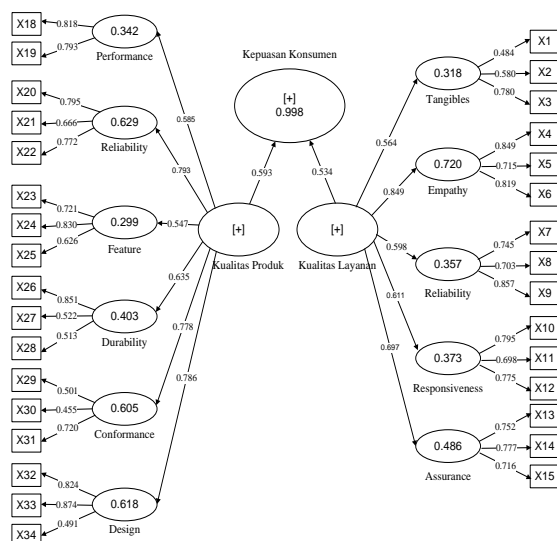 X18
0.818
0.342
X19
0.793
Performance
X20
0.795
0.629
X21
0.666
X22
0.772
Reliability
X23
0.721
0.299
X24
0.830
X25
0.626
Feature
X26
0.851
0.403
X27
0.522
X28
0.513
Durability
X29
0.501
0.605
X30
0.455
X31
0.720
Conformance
X32
0.824
0.618
X33
0.874
X34
0.491
Design
0.585
0.793
0.547
0.635
0.778
0.786
Kepuasan Konsumen
[+]
0.998
0.593
0.534
[+]
Kualitas Produk
[+]
Kualitas Layanan
0.564
0.849
0.598
0.611
0.697
0.318
Tangibles
0.484
X1
0.580
X2
0.780
X3
0.720
Empathy
0.849
X4
0.715
X5
0.819
X6
0.357
Reliability
0.745
X7
0.703
X8
0.857
X9
0.373
Responsiveness
0.795
X10
0.698
X11
0.775
X12
0.486
Assurance
0.752
X13
0.777
X14
0.716
X15